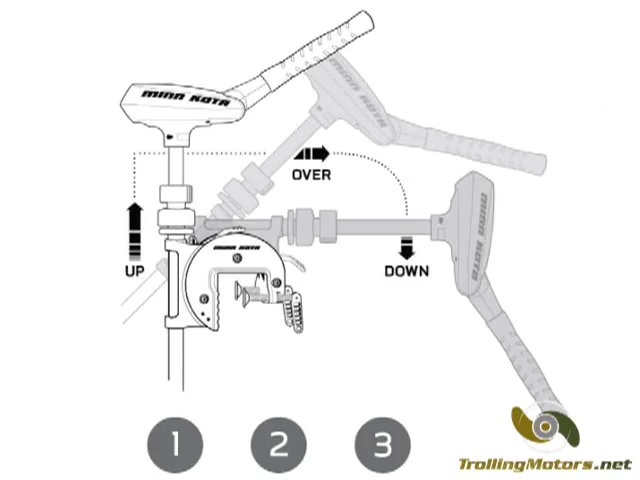 MINN KOTA
MINN KOTA
OVER
MINN KOTA
UP
MINN KOTA
DOWN
1 2 3
TrollingMotors.net